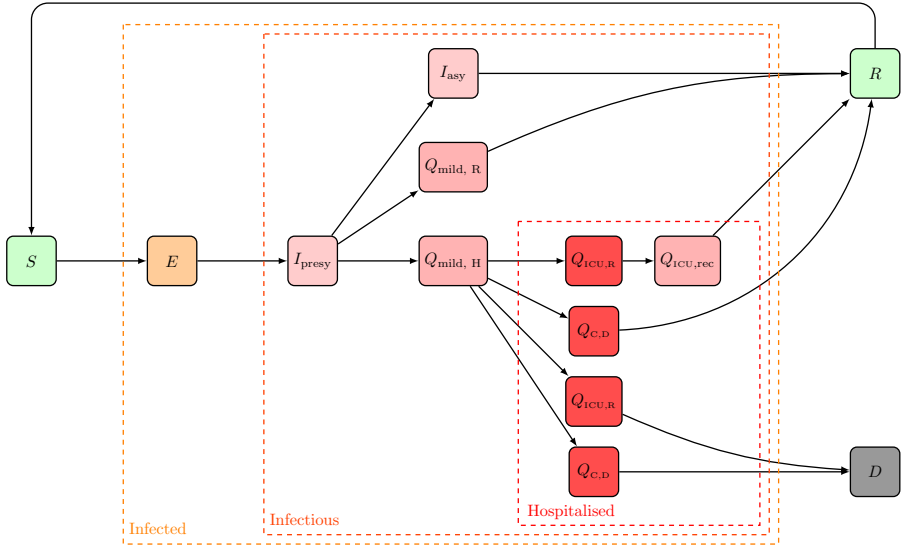 I_asy
R
Q_mild, R
S
E
I_presy
Q_mild, H
Q_ICU,R
Q_ICU,rec
Q_C,D
Q_ICU,R
Q_C,D
D
Hospitalised
Infectious
Infected